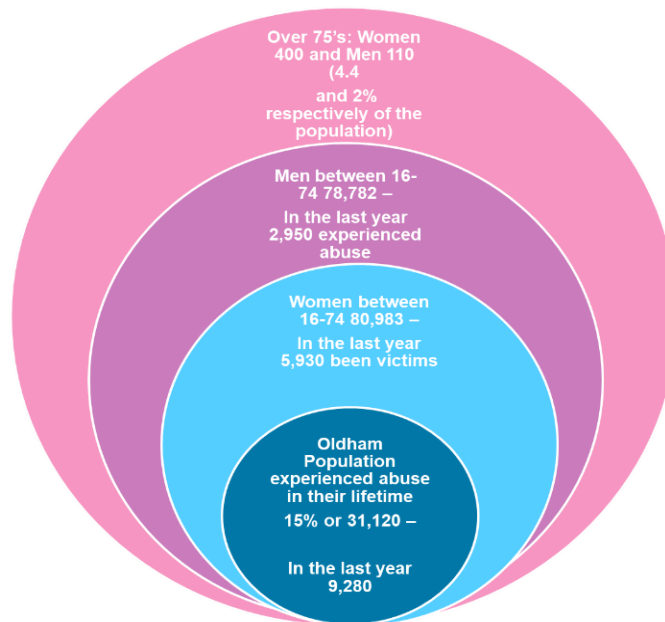 Over 75's: Women
400 and Men 110
(4.4
and 2%
respectively of the
population)
Men between 16-
74 78,782 –
In the last year
2,950 experienced
abuse
Women between
16-74 80,983 –
In the last year
5,930 been victims
Oldham
Population
experienced abuse
in their lifetime
15% or 31,120 –
In the last year
9,280